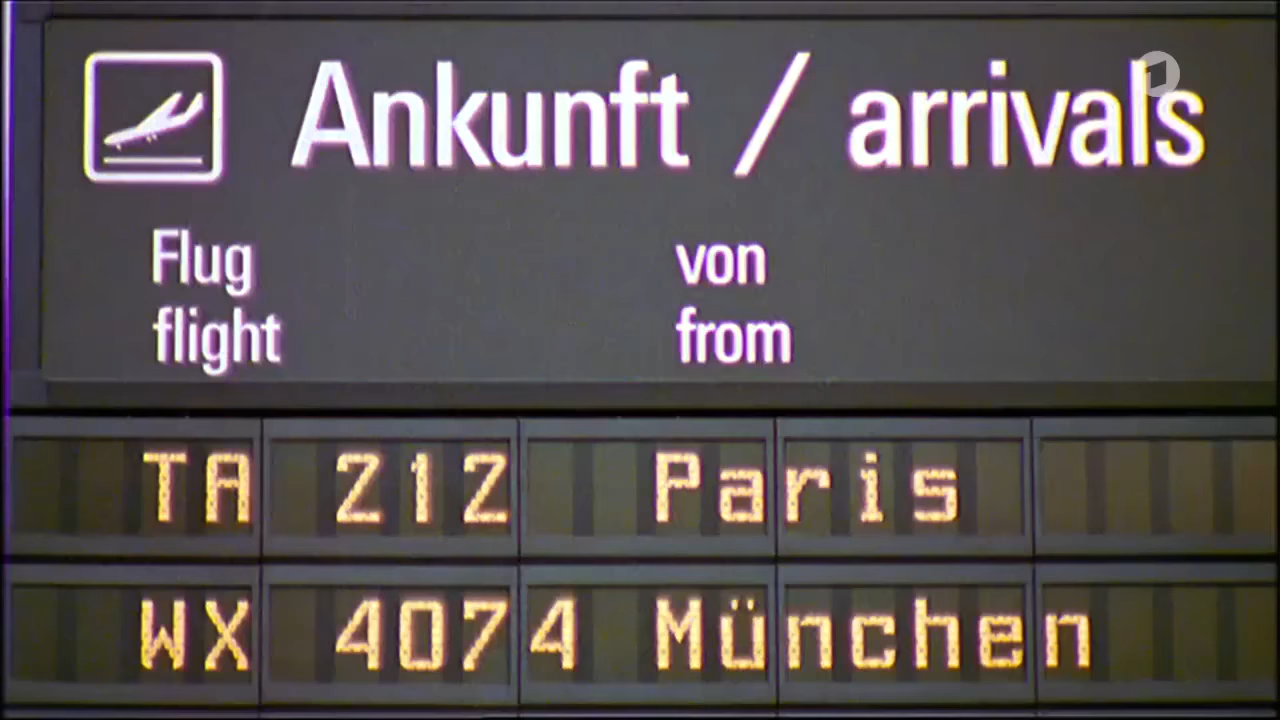 Ankunft / arrivals
Flug von
flight from
TA 212 Paris
WX 4074 München